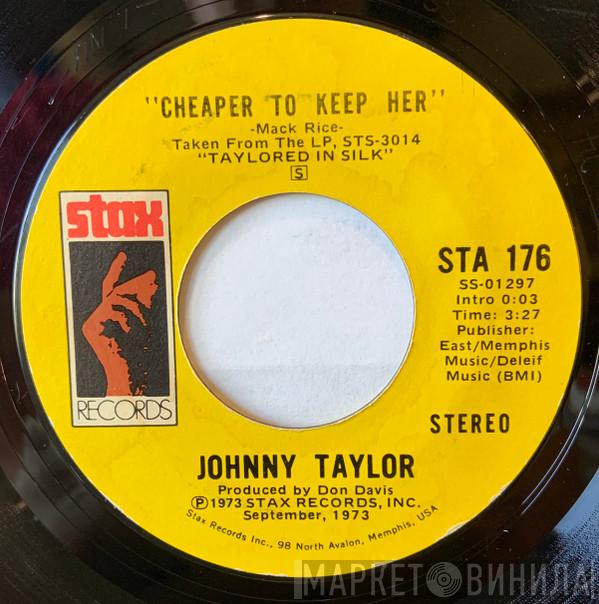 "CHEAPER TO KEEP HER"
-Mack Rice-
Taken From The LP, STS-3014
"TAYLORED IN SILK"
S
stax
RECORDS
STA 176
SS-01297
Intro 0:03
Time: 3:27
Publisher:
East/Memphis
Music/Deleif
Music (BMI)
STEREO
JOHNNY TAYLOR
Produced by Don Davis
Ⓟ1973 STAX RECORDS, INC.
September, 1973
Stax Records Inc., 98 North Avalon, Memphis, USA
МАРКЕТ ВИНИЛА